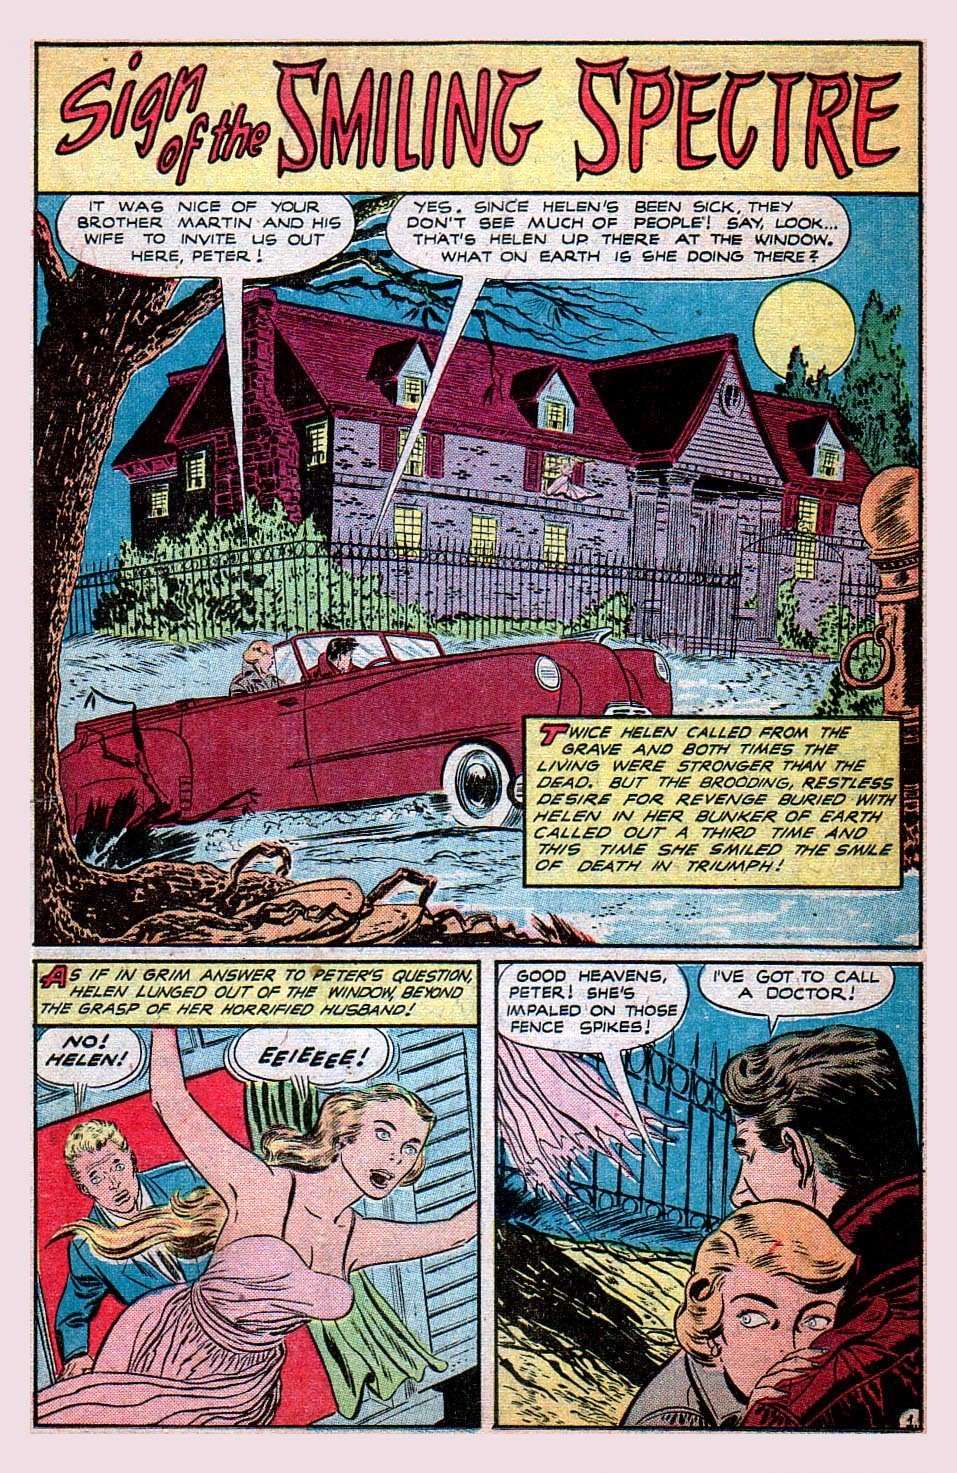 Sign of the SMILING SPECTRE
IT WAS NICE OF YOUR
BROTHER MARTIN AND HIS
WIFE TO INVITE US OUT
HERE, PETER!
YES. SINCE HELEN'S BEEN SICK, THEY
DON'T SEE MUCH OF PEOPLE! SAY, LOOK...
THAT'S HELEN UP THERE AT THE WINDOW.
WHAT ON EARTH IS SHE DOING THERE?
TWICE HELEN CALLED FROM THE
GRAVE AND BOTH TIMES THE
LIVING WERE STRONGER THAN THE
DEAD. BUT THE BROODING, RESTLESS
DESIRE FOR REVENGE BURIED WITH
HELEN IN HER BUNKER OF EARTH
CALLED OUT A THIRD TIME AND
THIS TIME SHE SMILED THE SMILE
OF DEATH IN TRIUMPH!
AS IF IN GRIM ANSWER TO PETER'S QUESTION,
HELEN LUNGED OUT OF THE WINDOW, BEYOND
THE GRASP OF HER HORRIFIED HUSBAND!
NO!
HELEN!
EEIEEEE!
GOOD HEAVENS,
PETER! SHE'S
IMPALED ON THOSE
FENCE SPIKES!
I'VE GOT TO CALL
A DOCTOR!
1